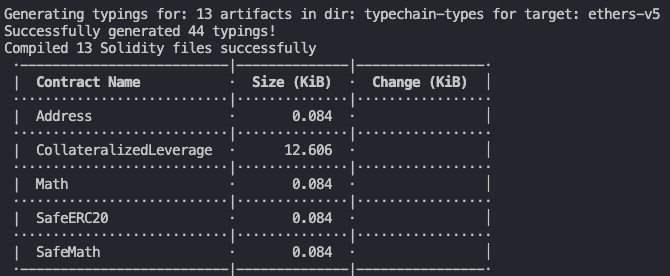 Generating typings for: 13 artifacts in dir: typechain-types for target: ethers-v5
Successfully generated 44 typings!
Compiled 13 Solidity files successfully
Contract Name Size (KiB) Change (KiB)
Address 0.084
CollateralizedLeverage 12.606
Math 0.084
SafeERC20 0.084
SafeMath 0.084